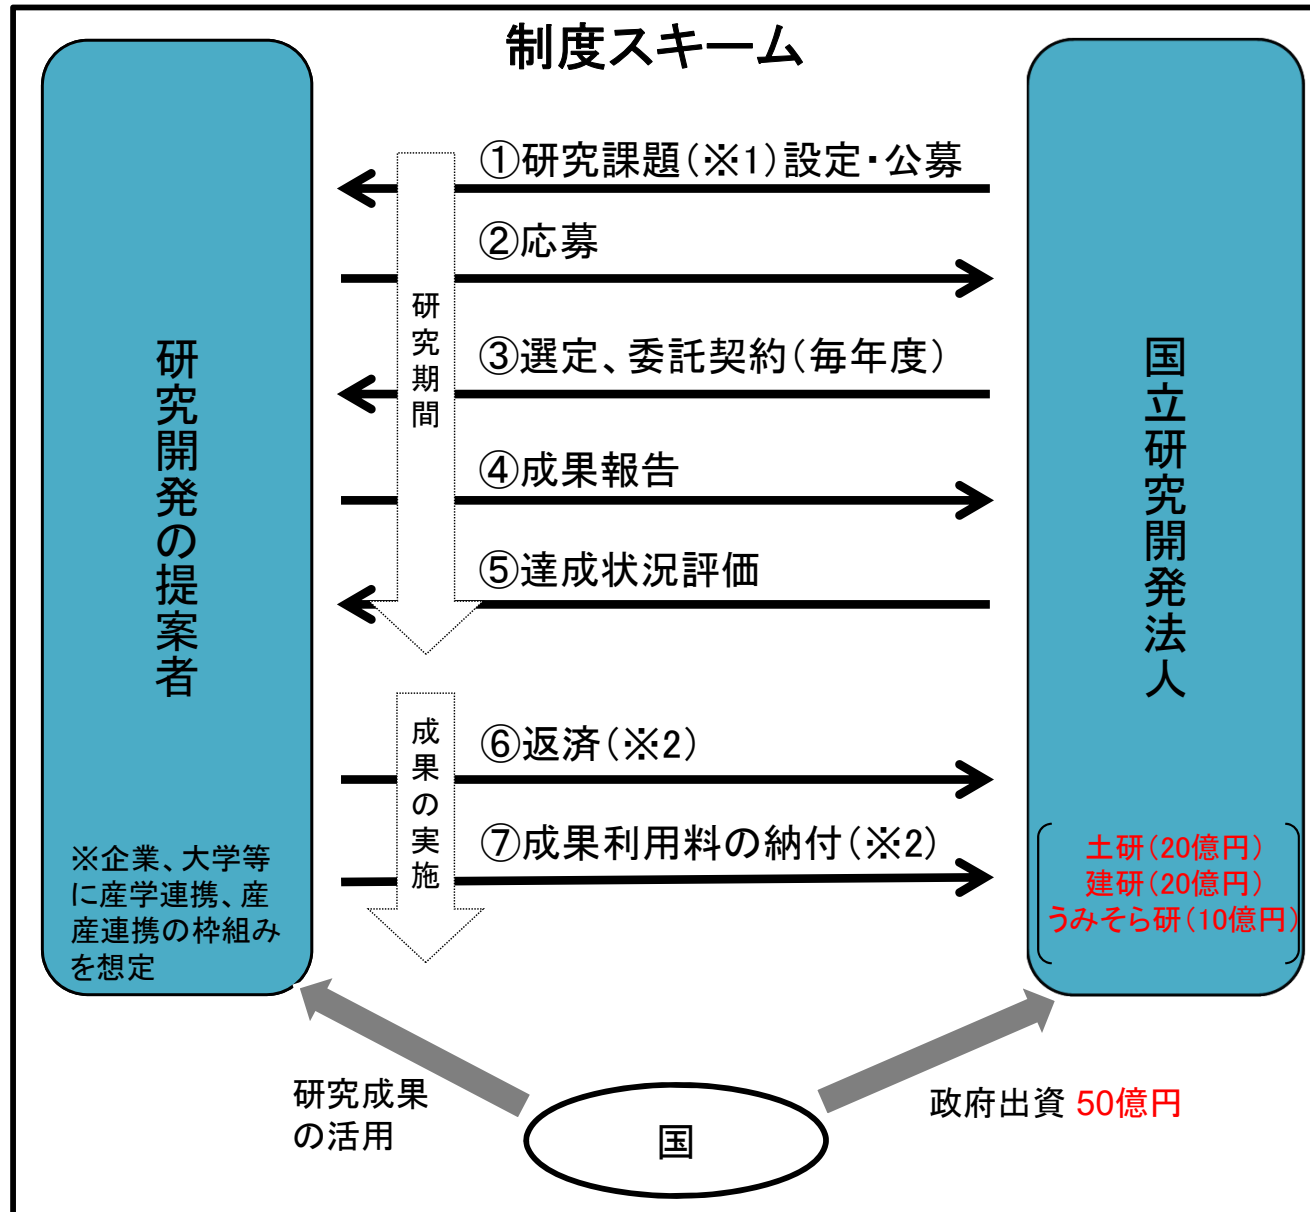 制度スキーム
①研究課題(※1)設定・公募
②応募
③選定、委託契約(毎年度)
④成果報告
⑤達成状況評価
⑥返済(※2)
⑦成果利用料の納付(※2)
研究期間
成果の実施
研究開発の提案者
※企業、大学等
に産学連携、産
産連携の枠組み
を想定
国立研究開発法人
土研(20億円)
建研(20億円)
うみそら研(10億円)
研究成果
の活用
国
政府出資 50億円